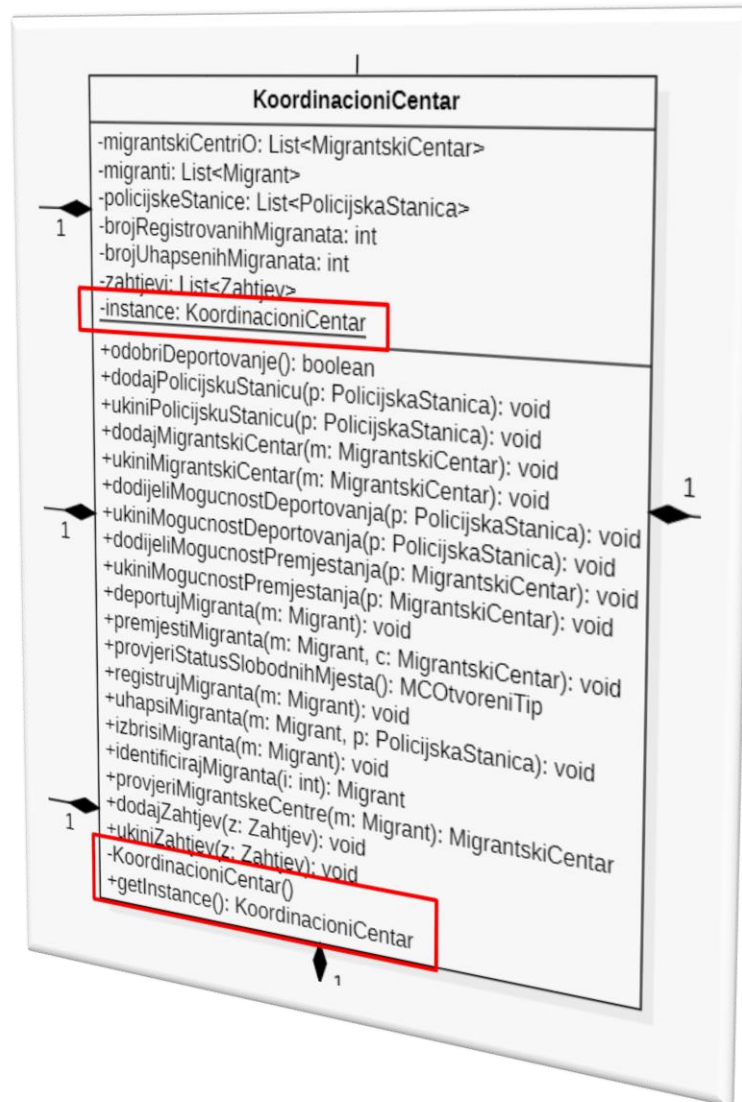 KoordinacioniCentar
-migrantskiCentriO: List<MigrantskiCentar>
-migranti: List<Migrant>
-policijskeStanice: List<PolicijskaStanica>
-brojRegistrovanihMigranata: int
-brojUhapsenihMigranata: int
-zahtjevi: List<Zahtjev>
-instance: KoordinacioniCentar
+odobriDeportovanje(): boolean
+dodajPolicijskuStanicu(p: PolicijskaStanica): void
+ukiniPolicijskuStanicu(p: PolicijskaStanica): void
+dodajMigrantskiCentar(m: MigrantskiCentar): void
+ukiniMigrantskiCentar(m: MigrantskiCentar): void
+dodijeliMogucnostDeportovanja(p: PolicijskaStanica): void
+ukiniMogucnostDeportovanja(p: PolicijskaStanica): void
+dodijeliMogucnostPremjestanja(p: MigrantskiCentar): void
+ukiniMogucnostPremjestanja(p: MigrantskiCentar): void
+deportujMigranta(m: Migrant): void
+premjestiMigranta(m: Migrant, c: MigrantskiCentar): void
+provjeriStatusSlobodnihMjesta(): MCOtvoreniTip
+registrujMigranta(m: Migrant): void
+uhapsiMigranta(m: Migrant, p: PolicijskaStanica): void
+izbrisiMigranta(m: Migrant): void
+identificirajMigranta(i: int): Migrant
+provjeriMigrantskeCentre(m: Migrant): MigrantskiCentar
+dodajZahtjev(z: Zahtjev): void
+ukiniZahtjev(z: Zahtjev): void
-KoordinacioniCentar()
+getInstance(): KoordinacioniCentar
1
1
1
1
1